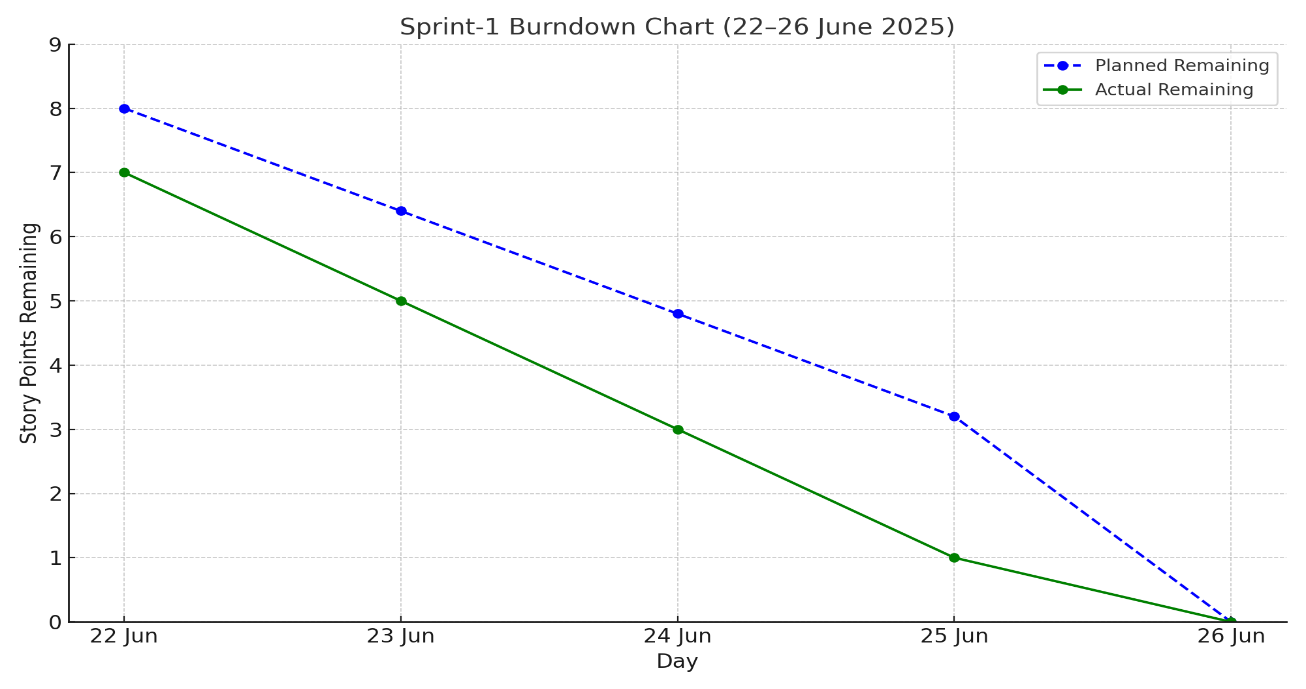 Sprint-1 Burndown Chart (22–26 June 2025)
Planned Remaining
Actual Remaining
Story Points Remaining
9
8
7
6
5
4
3
2
1
0
22 Jun 23 Jun 24 Jun 25 Jun 26 Jun
Day